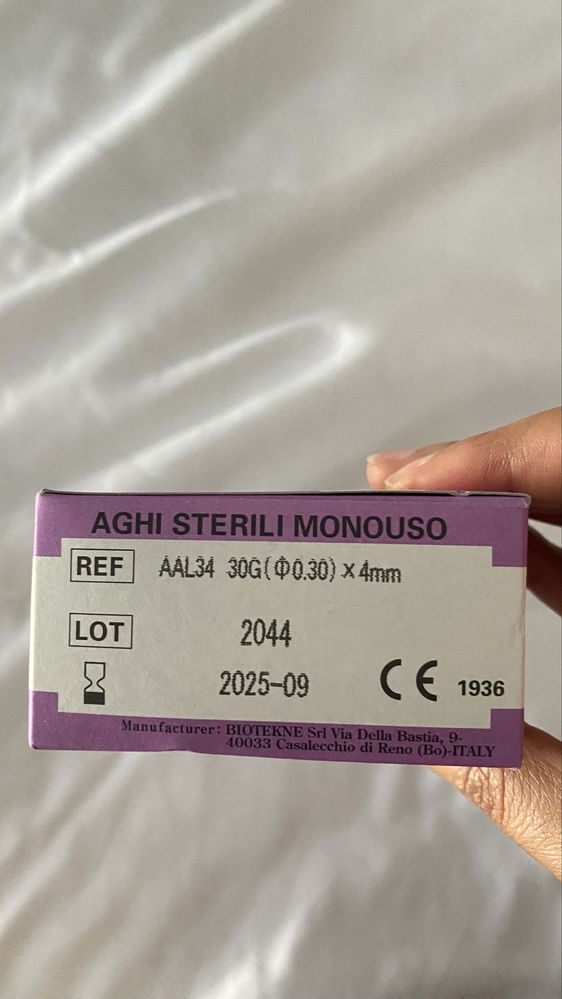 AGHI STERILI MONOUSO
REF AAL34 30G(Φ0.30)×4mm
LOT 2044
2025-09 CE 1936
Manufacturer: BIOTEKNE Srl Via Della Bastia, 9-
40033 Casalecchio di Reno (Bo)-ITALY